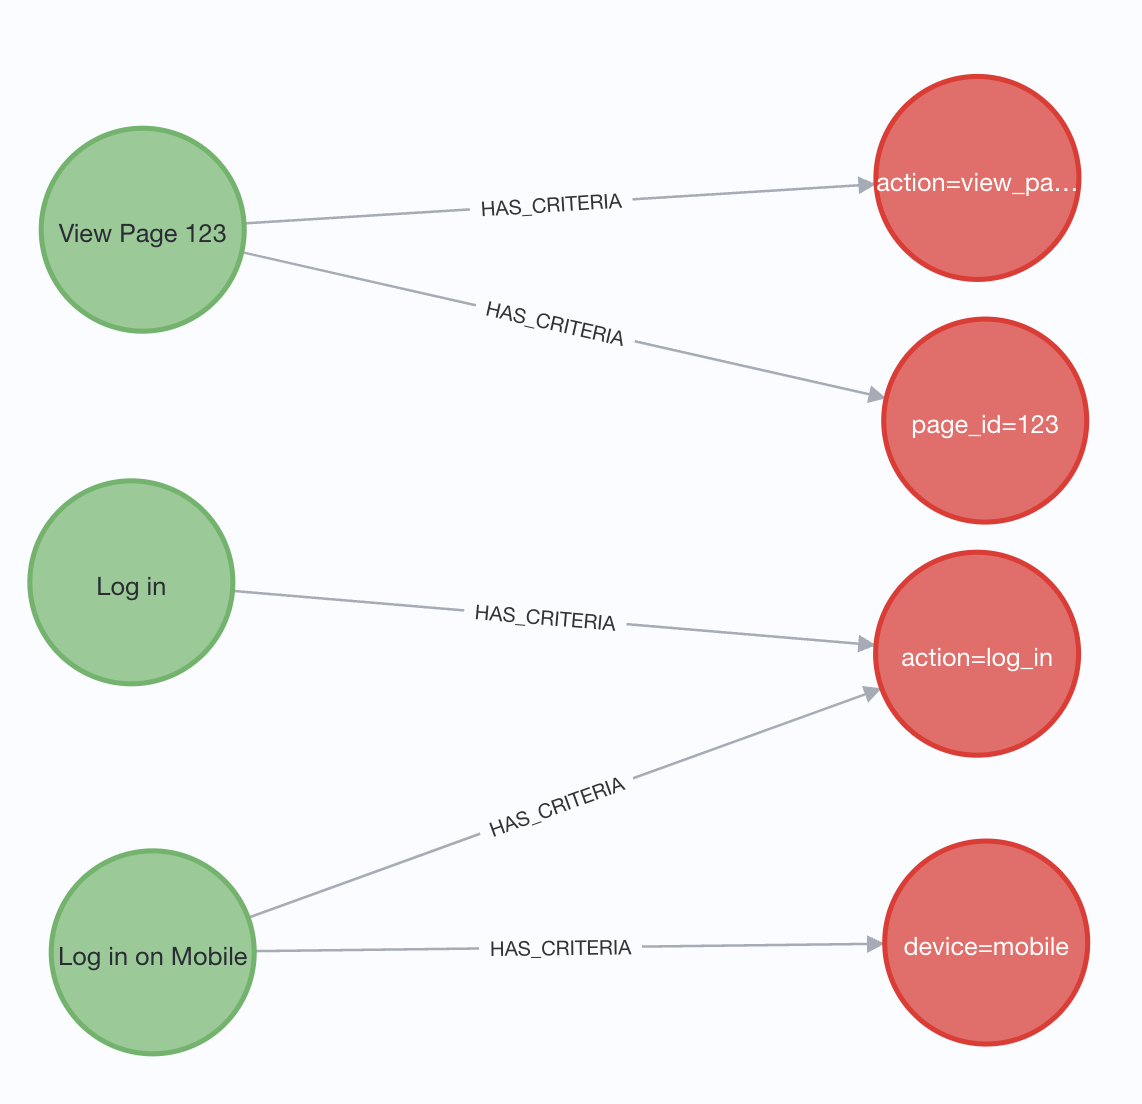 View Page 123
HAS_CRITERIA
action=view_pa…
HAS_CRITERIA
page_id=123
Log in
HAS_CRITERIA
action=log_in
HAS_CRITERIA
Log in on Mobile
HAS_CRITERIA
device=mobile